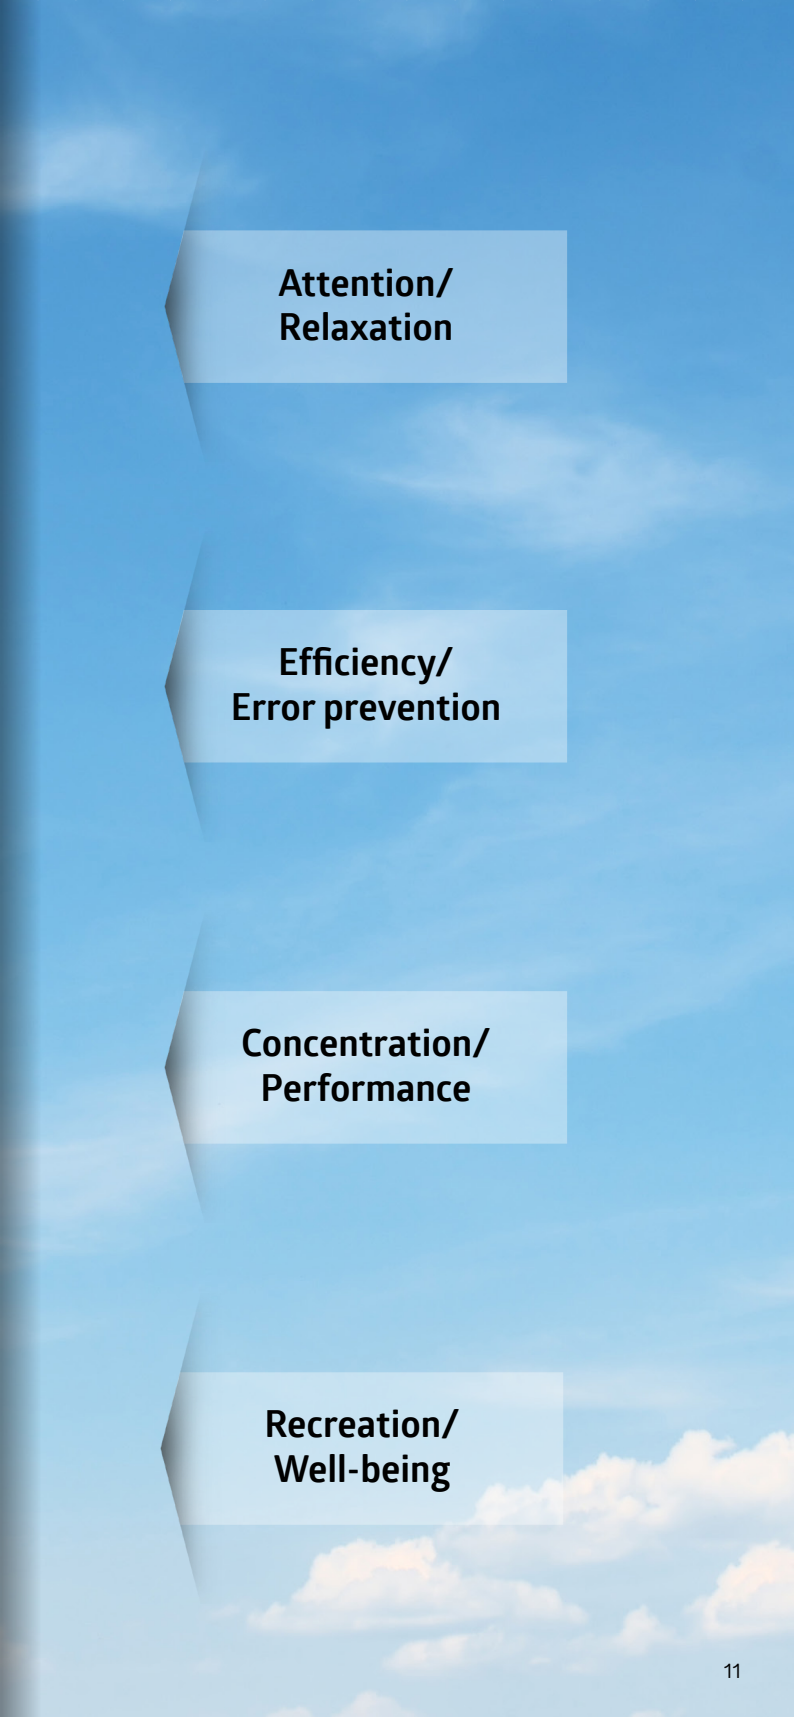 Attention/
Relaxation
Efficiency/
Error prevention
Concentration/
Performance
Recreation/
Well-being
11